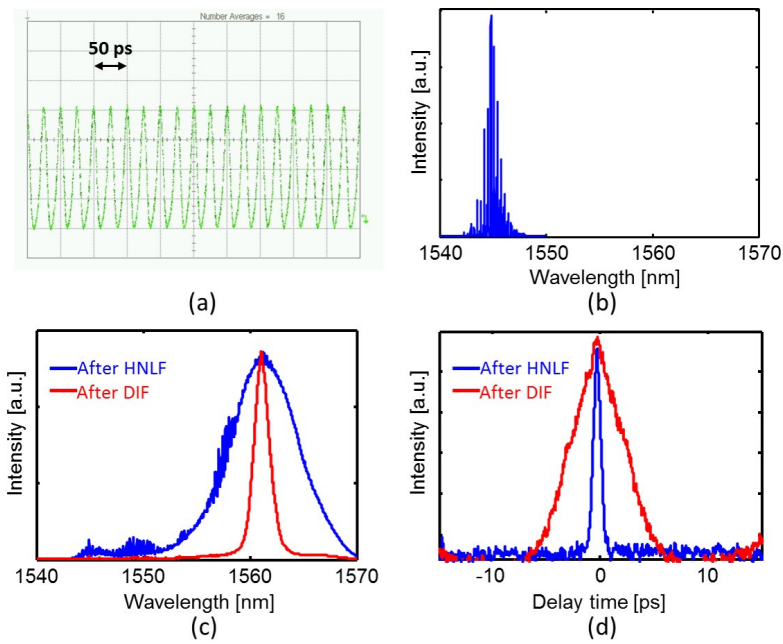 Number Averages = 16
50 ps
Intensity [a.u.]
1540 1550 1560 1570
Wavelength [nm]
(a)
(b)
After HNLF
After DIF
Intensity [a.u.]
1540 1550 1560 1570
Wavelength [nm]
(c)
After HNLF
After DIF
Intensity [a.u.]
-10 0 10
Delay time [ps]
(d)